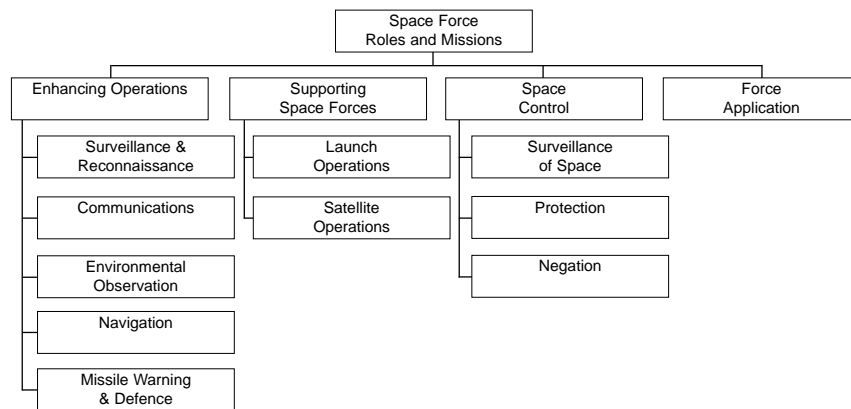 Space Force
Roles and Missions
Enhancing Operations
Supporting
Space Forces
Space
Control
Force
Application
Surveillance &
Reconnaissance
Communications
Environmental
Observation
Navigation
Missile Warning
& Defence
Launch
Operations
Satellite
Operations
Surveillance
of Space
Protection
Negation